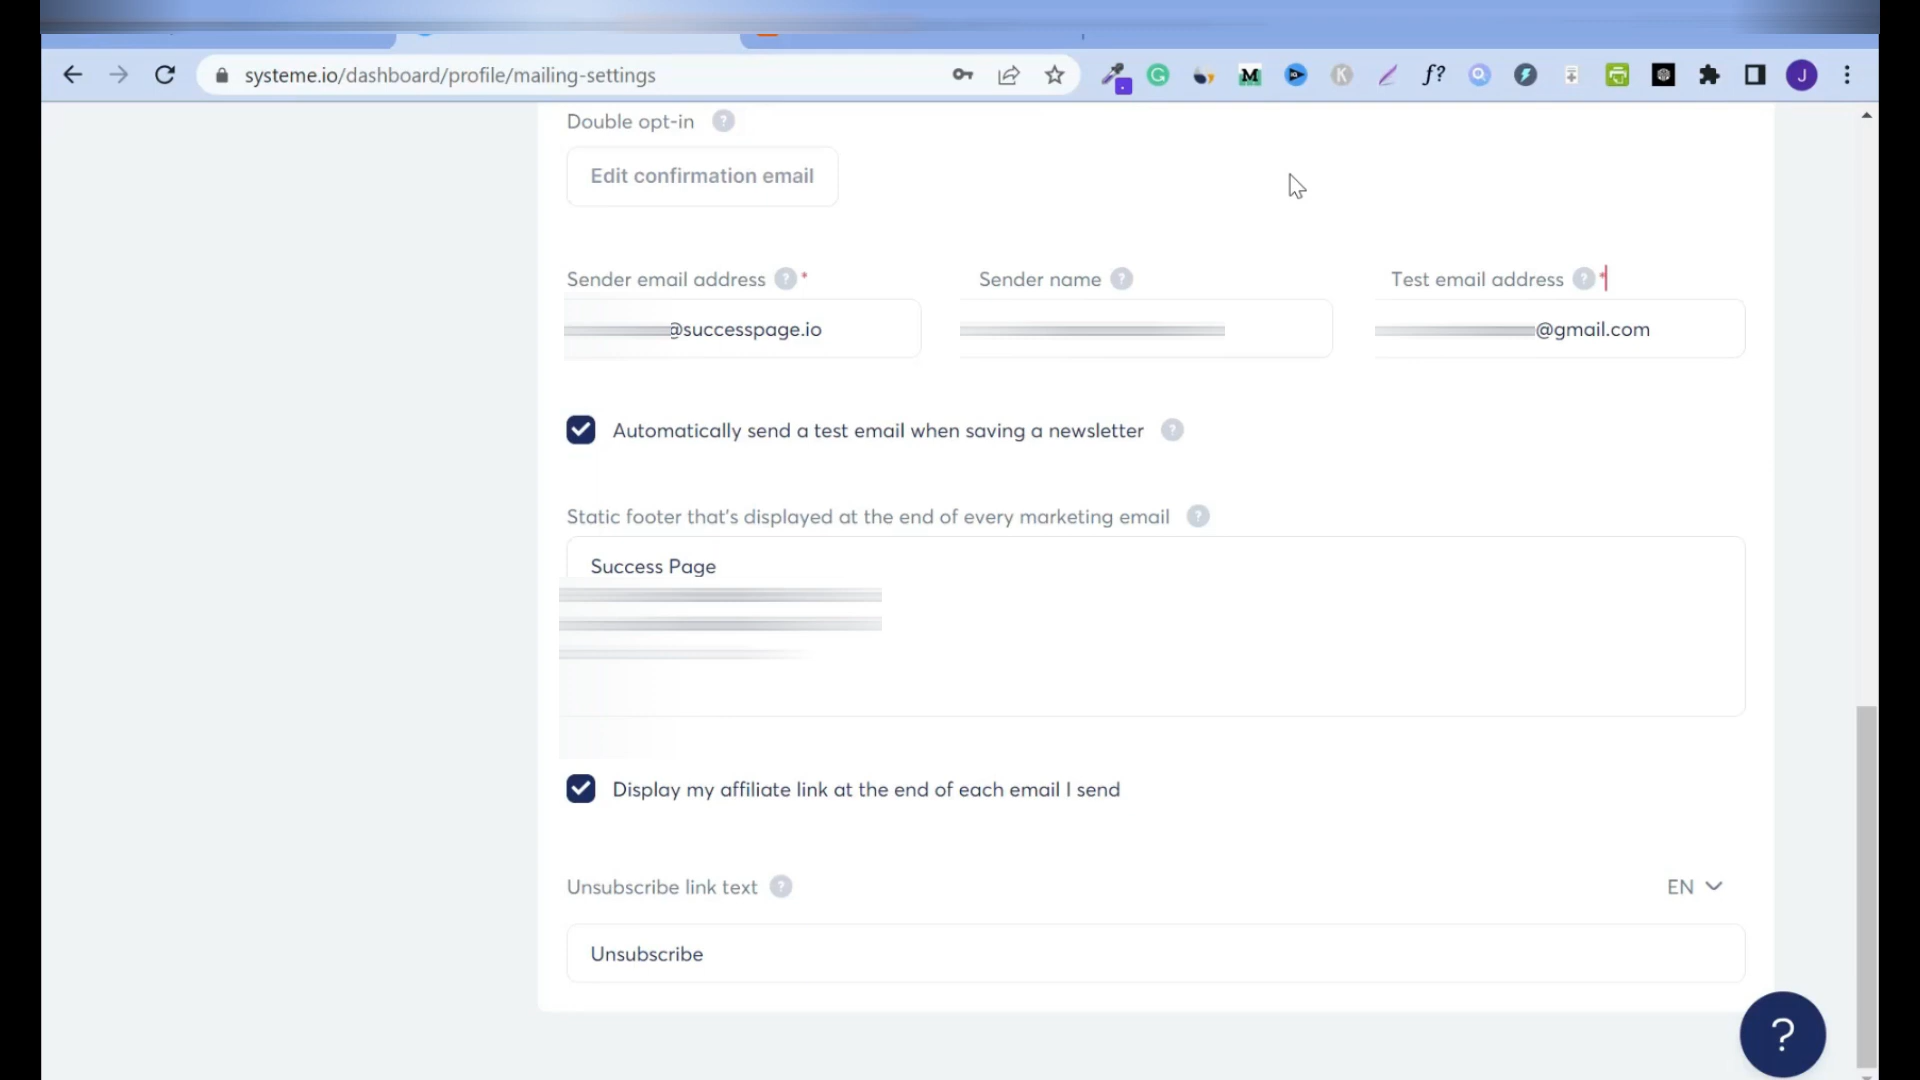 systeme.io/dashboard/profile/mailing-settings
Double opt-in ?
Edit confirmation email
Sender email address ? * Sender name ? Test email address ? *
@successpage.io @gmail.com
Automatically send a test email when saving a newsletter ?
Static footer that's displayed at the end of every marketing email ?
Success Page
Display my affiliate link at the end of each email I send
Unsubscribe link text ? EN
Unsubscribe
?